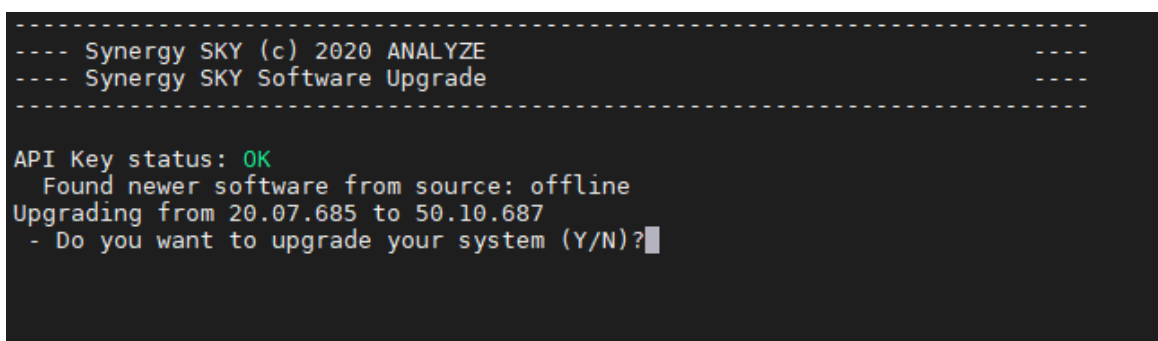 ---------------------------------------------------------------------------
---- Synergy SKY (c) 2020 ANALYZE                                      ----
---- Synergy SKY Software Upgrade                                      ----
---------------------------------------------------------------------------
API Key status: OK
  Found newer software from source: offline
Upgrading from 20.07.685 to 50.10.687
 - Do you want to upgrade your system (Y/N)?